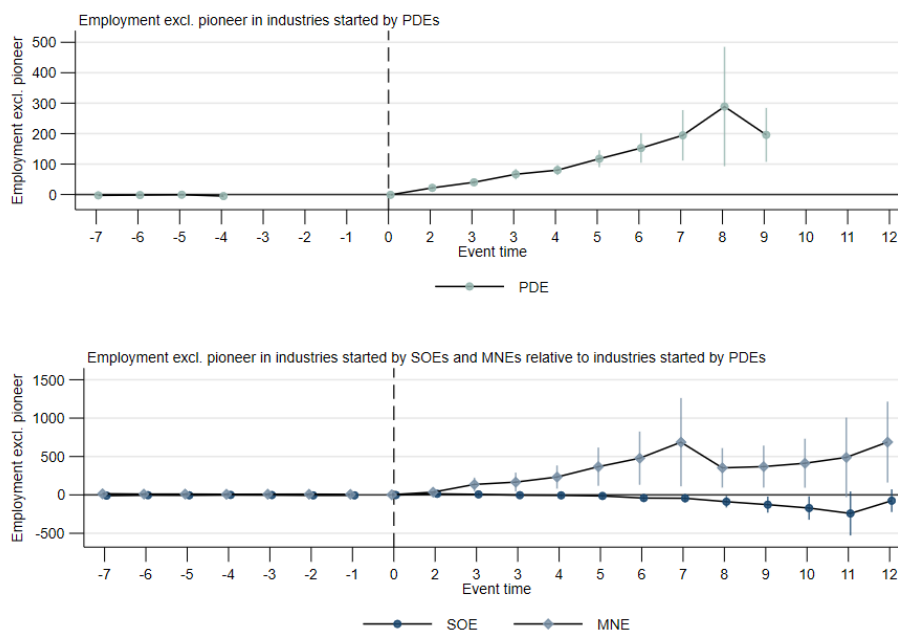 Employment excl. pioneer in industries started by PDEs
Employment excl. pioneer
500
400
300
200
100
0
-7 -6 -5 -4 -2 -1 0 2 3 3 4 5 6 7 8 9 10 11 12
Event time
PDE
Employment excl. pioneer in industries started by SOEs and MNEs relative to industries started by PDEs
Employment excl. pioneer
1500
1000
500
0
-500
-7 -6 -5 -4 -3 -2 -1 0 2 3 3 4 5 6 7 8 9 10 11 12
Event time
SOE MNE